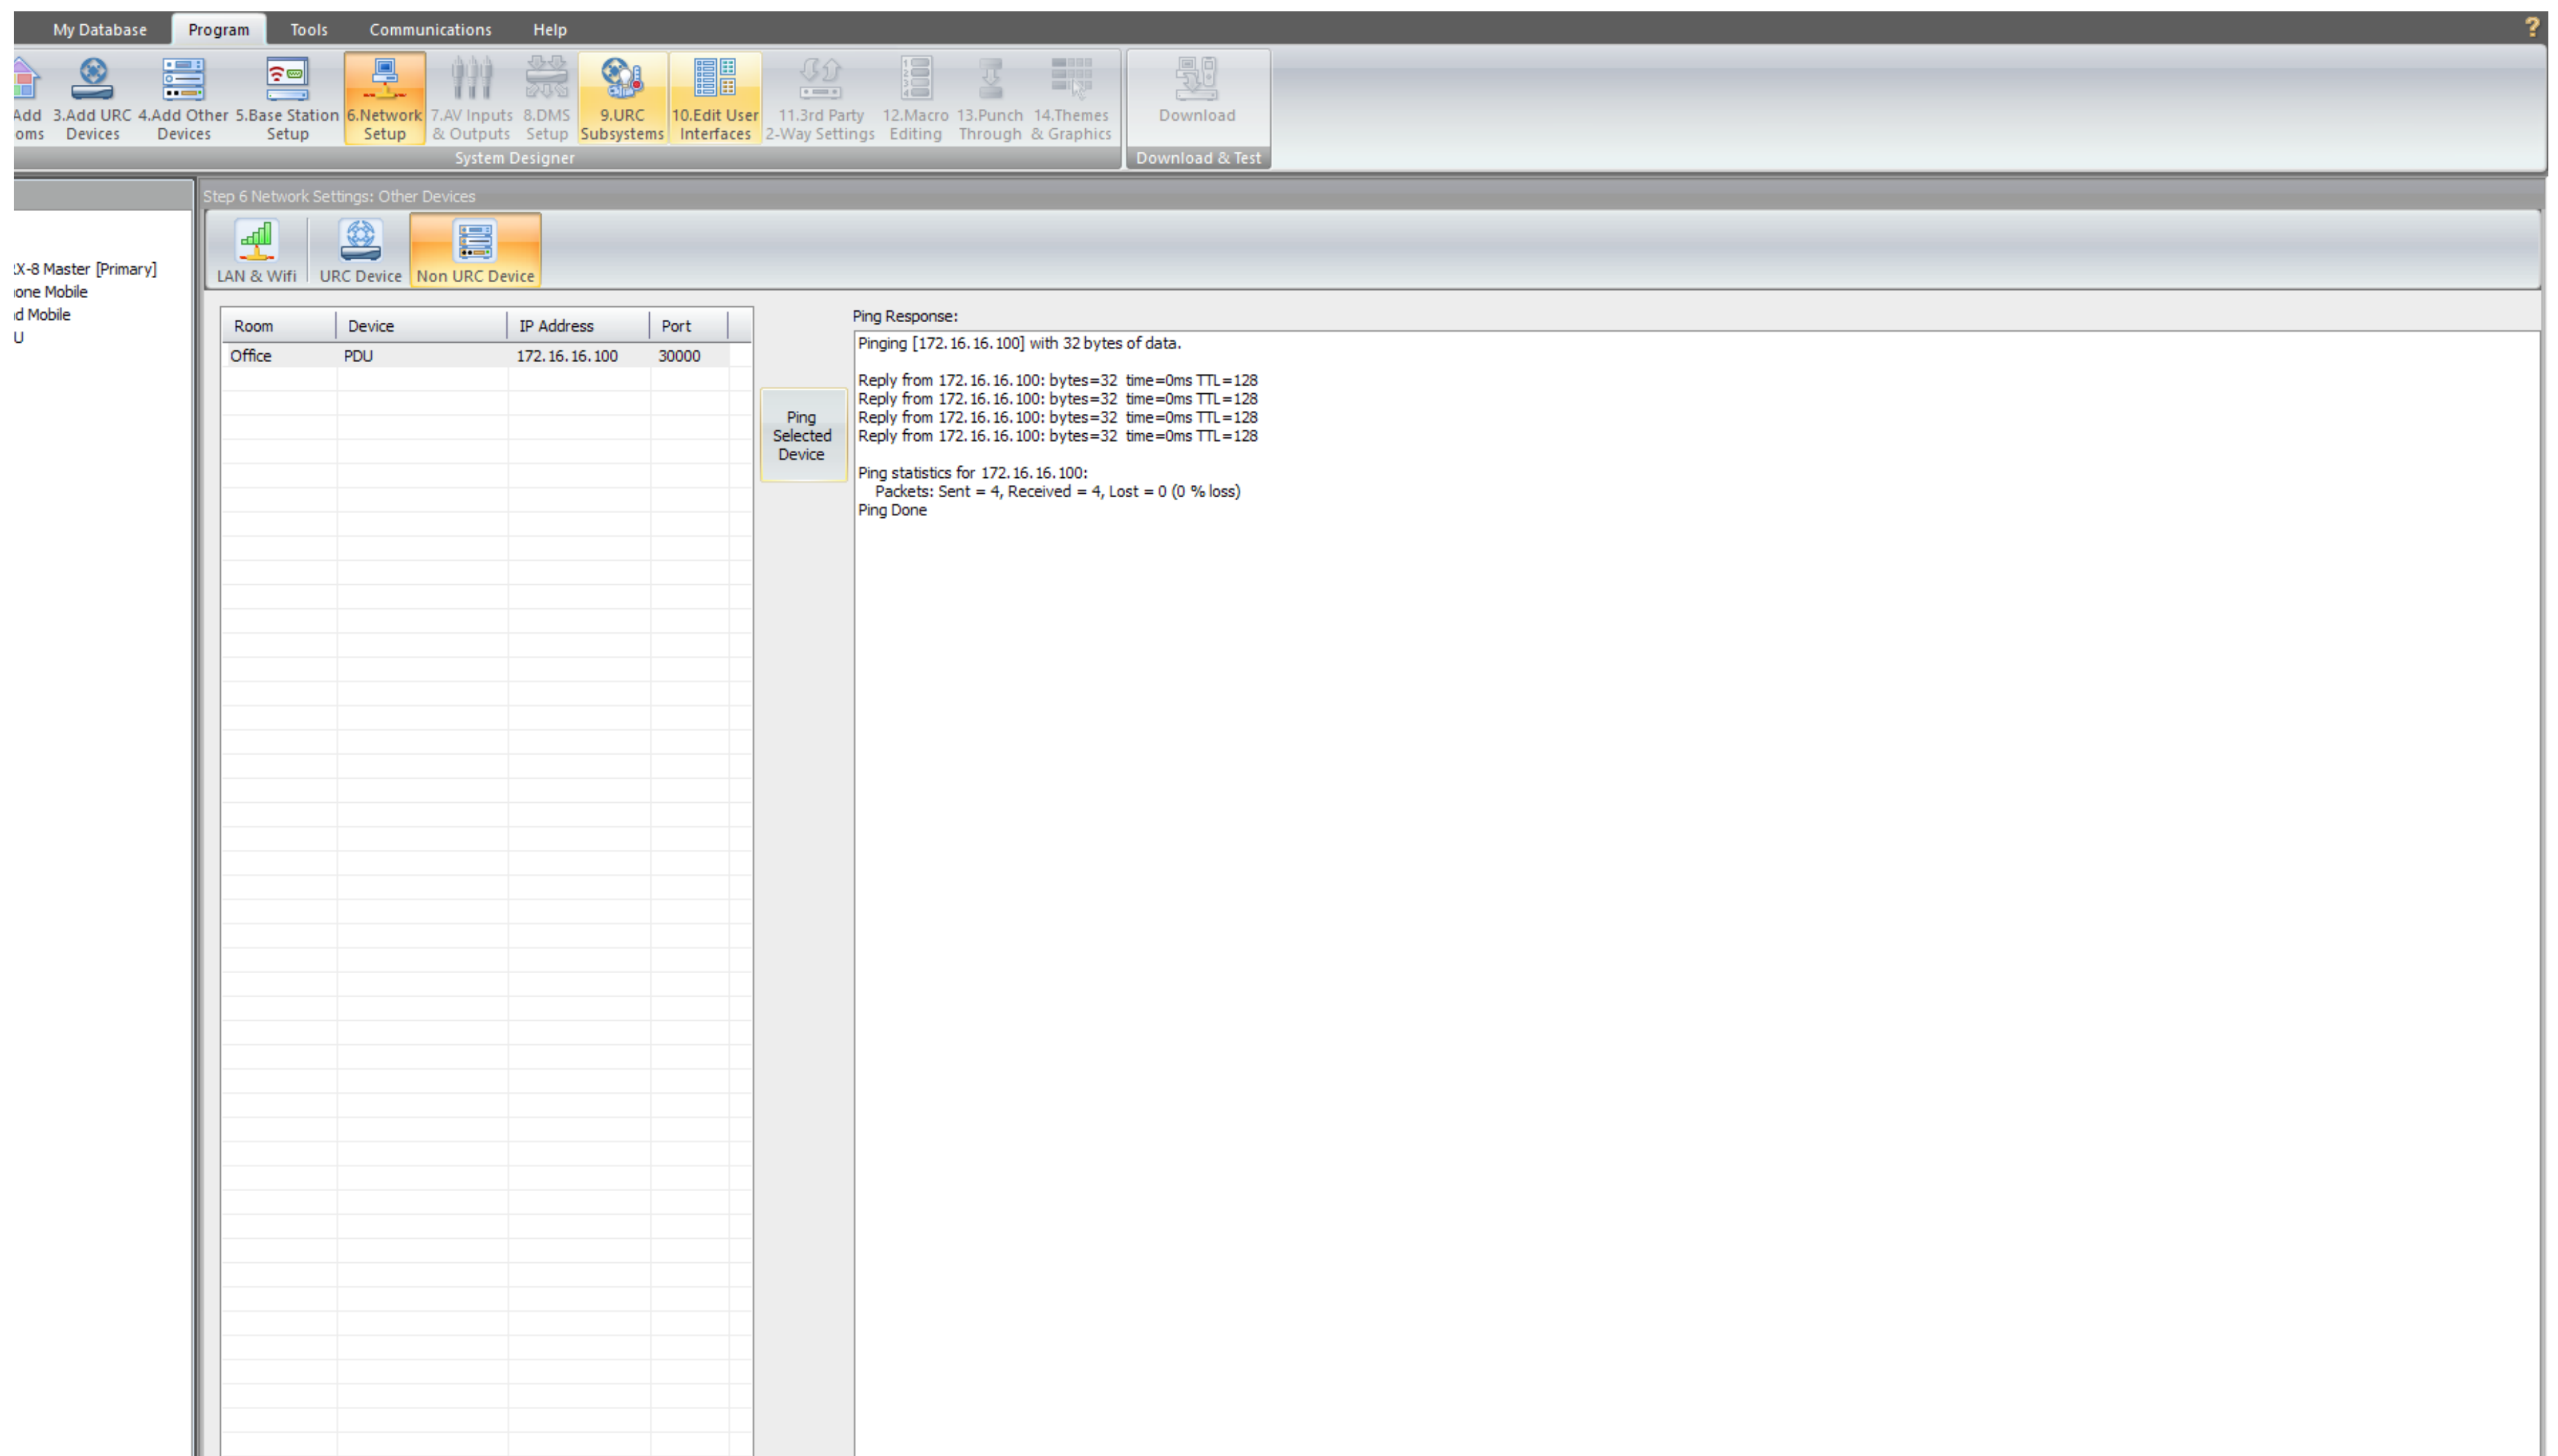 My Database Program Tools Communications Help ?
Add 3.Add URC 4.Add Other 5.Base Station 6.Network 7.AV Inputs 8.DMS 9.URC 10.Edit User 11.3rd Party 12.Macro 13.Punch 14.Themes Download
oms Devices Devices Setup Setup & Outputs Setup Subsystems Interfaces 2-Way Settings Editing Through & Graphics
System Designer Download & Test
Step 6 Network Settings: Other Devices
LAN & Wifi URC Device Non URC Device
X-8 Master [Primary]
one Mobile
d Mobile
U
Room Device IP Address Port
Office PDU 172.16.16.100 30000
Ping
Selected
Device
Ping Response:
Pinging [172.16.16.100] with 32 bytes of data.
Reply from 172.16.16.100: bytes=32 time=0ms TTL=128
Reply from 172.16.16.100: bytes=32 time=0ms TTL=128
Reply from 172.16.16.100: bytes=32 time=0ms TTL=128
Reply from 172.16.16.100: bytes=32 time=0ms TTL=128
Ping statistics for 172.16.16.100:
Packets: Sent = 4, Received = 4, Lost = 0 (0 % loss)
Ping Done